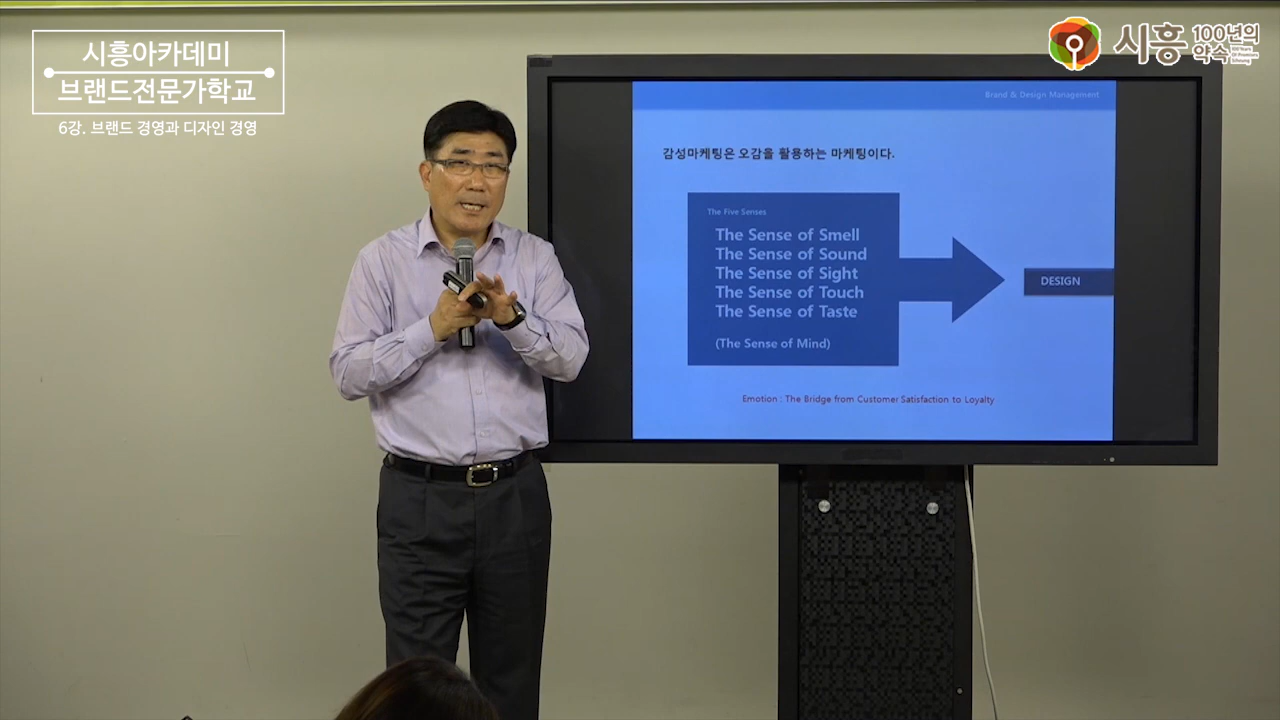 시흥아카데미
브랜드전문가학교
6강. 브랜드 경영과 디자인 경영
시흥 100년의 약속
Brand & Design Management
감성마케팅은 오감을 활용하는 마케팅이다.
The Five Senses
The Sense of Smell
The Sense of Sound
The Sense of Sight
The Sense of Touch
The Sense of Taste
(The Sense of Mind)
DESIGN
Emotion : The Bridge from Customer Satisfaction to Loyalty